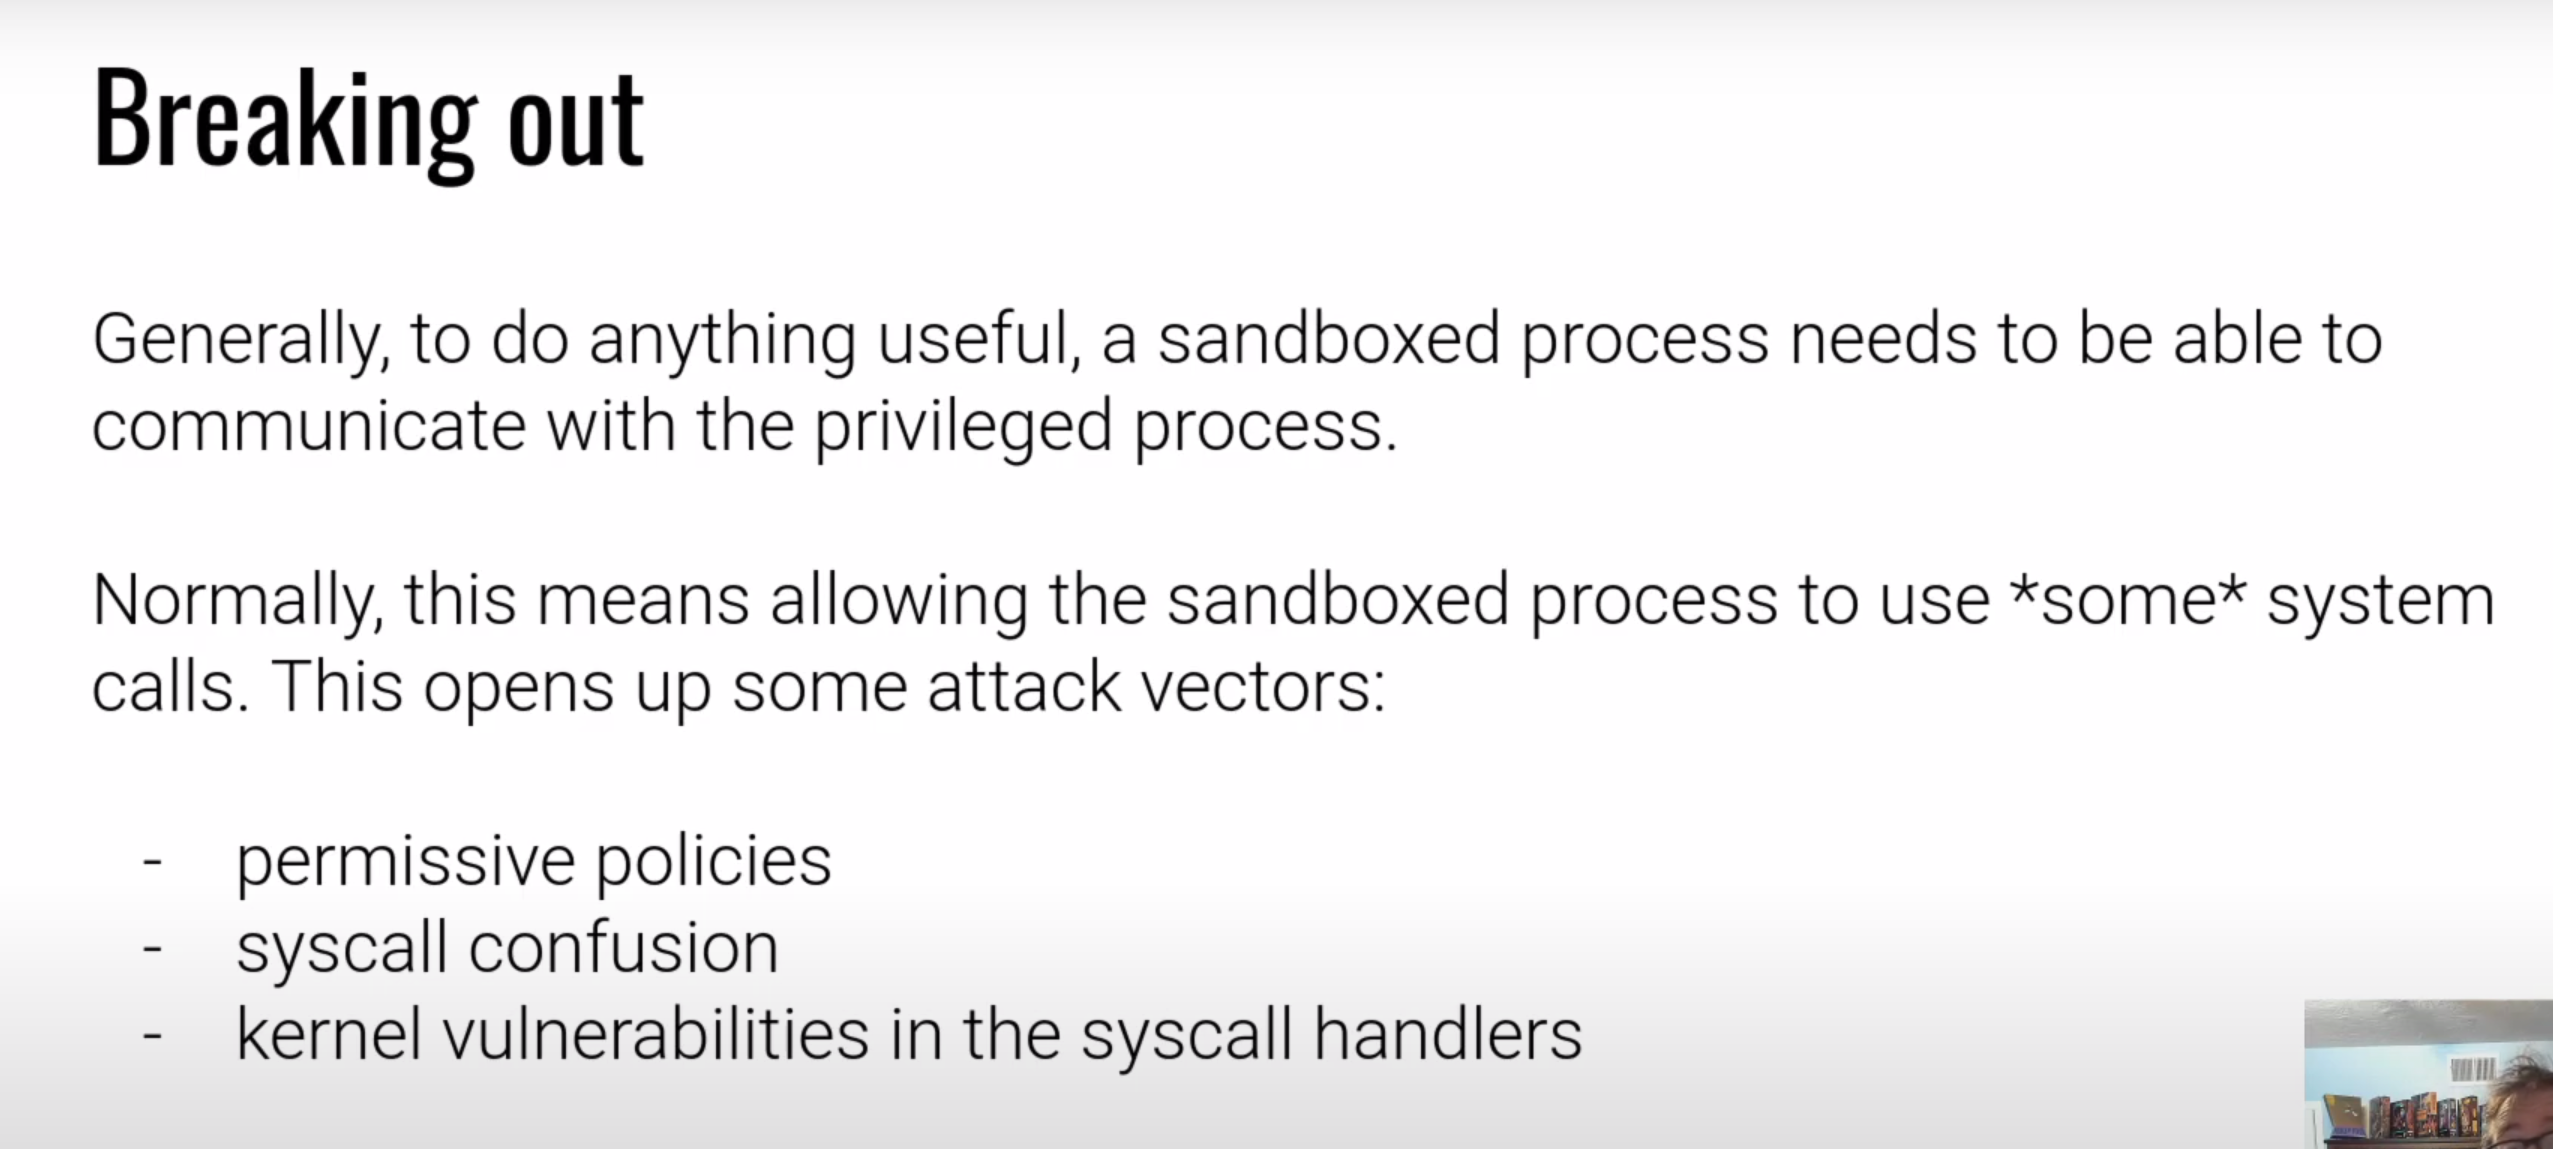 Breaking out
Generally, to do anything useful, a sandboxed process needs to be able to
communicate with the privileged process.
Normally, this means allowing the sandboxed process to use *some* system
calls. This opens up some attack vectors:
- permissive policies
- syscall confusion
- kernel vulnerabilities in the syscall handlers